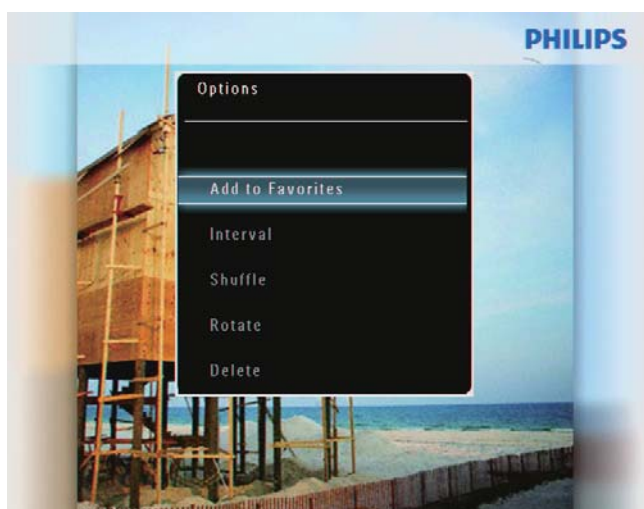 PHILIPS
Options
Add to Favorites
Interval
Shuffle
Rotate
Delete